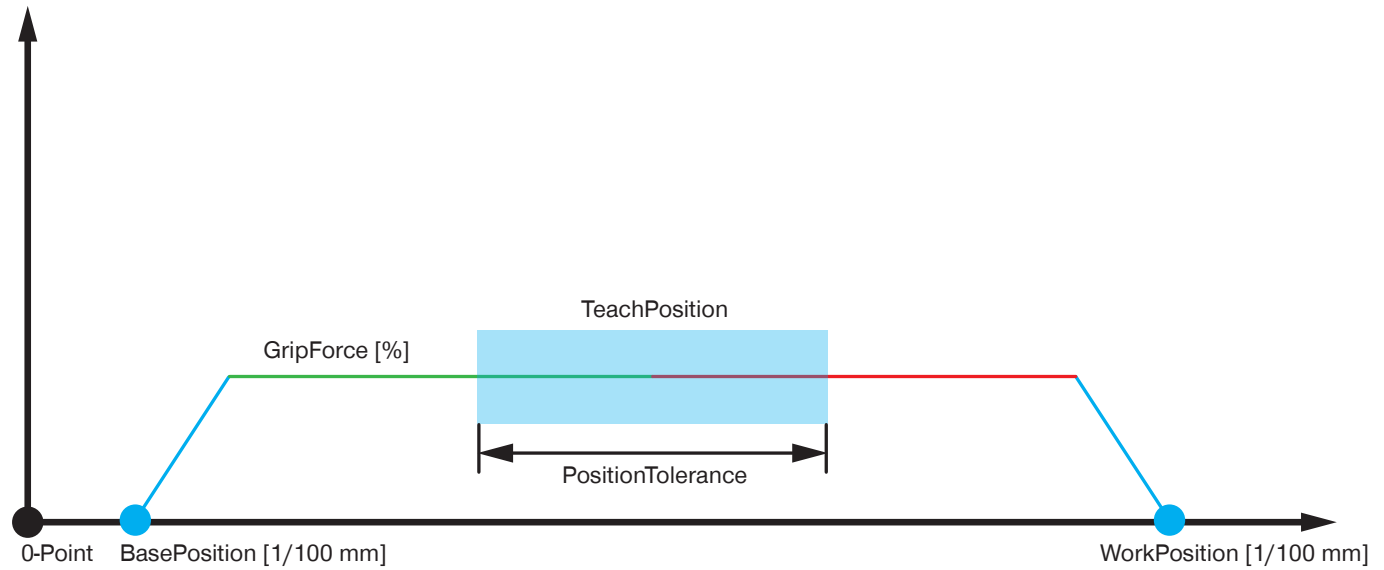 TeachPosition
GripForce [%]
PositionTolerance
0-Point
BasePosition [1/100 mm]
WorkPosition [1/100 mm]